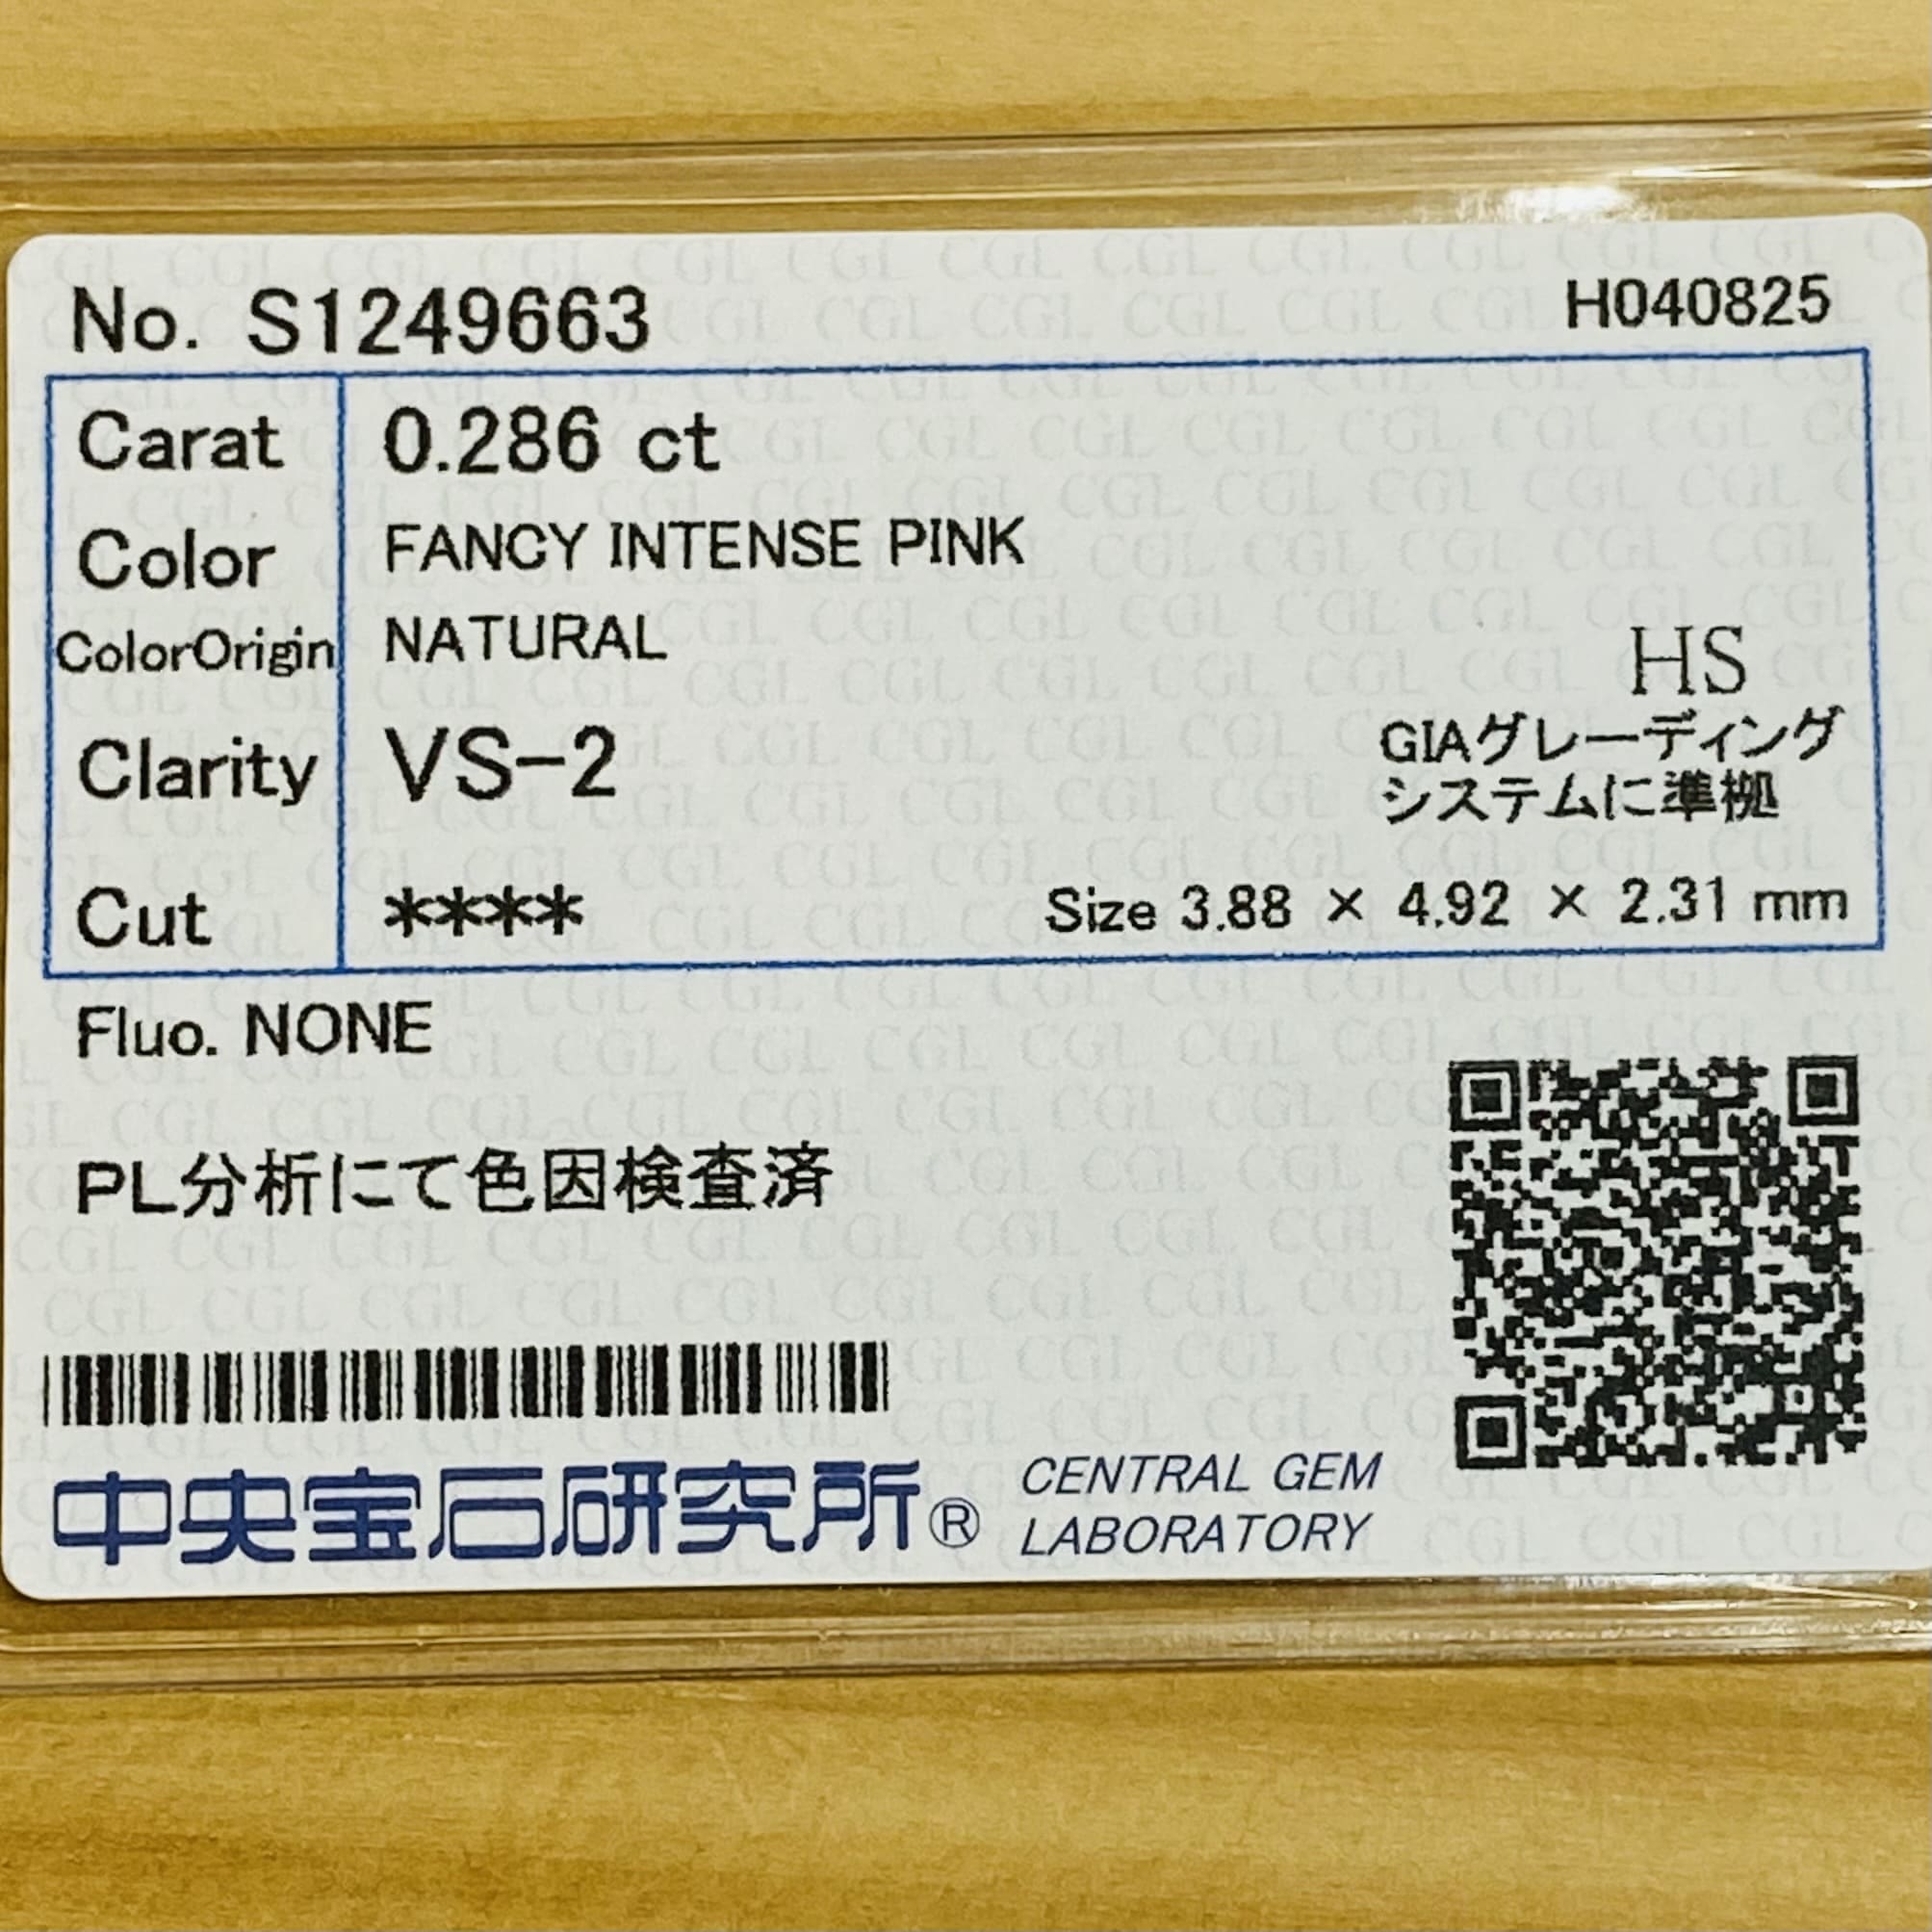 No. S1249663
H040825
Carat 0.286 ct
Color FANCY INTENSE PINK
ColorOrigin NATURAL
HS
Clarity VS-2
GIAグレーディング
システムに準拠
Cut **** Size 3.88 × 4.92 × 2.31 mm
Fluo. NONE
PL分析にて色因検査済
中央宝石研究所® CENTRAL GEM
LABORATORY